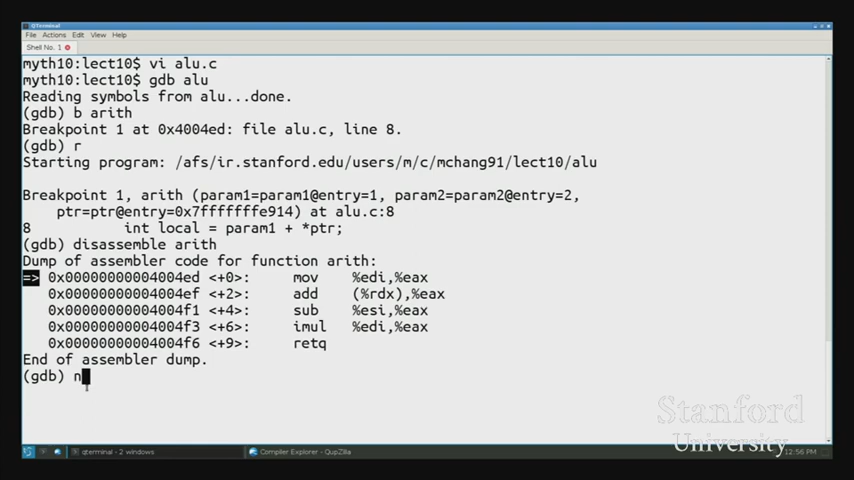 QTerminal
File Actions Edit View Help
Shell No. 1
myth10:lect10$ vi alu.c
myth10:lect10$ gdb alu
Reading symbols from alu...done.
(gdb) b arith
Breakpoint 1 at 0x4004ed: file alu.c, line 8.
(gdb) r
Starting program: /afs/ir.stanford.edu/users/m/c/mchang91/lect10/alu
Breakpoint 1, arith (param1=param1@entry=1, param2=param2@entry=2,
ptr=ptr@entry=0x7fffffffe914) at alu.c:8
8 int local = param1 + *ptr;
(gdb) disassemble arith
Dump of assembler code for function arith:
=> 0x00000000004004ed <+0>: mov %edi,%eax
0x00000000004004ef <+2>: add (%rdx),%eax
0x00000000004004f1 <+4>: sub %esi,%eax
0x00000000004004f3 <+6>: imul %edi,%eax
0x00000000004004f6 <+9>: retq
End of assembler dump.
(gdb) n
Stanford
University
qterminal - 2 windows Compiler Explorer - QupZilla 12:56 PM